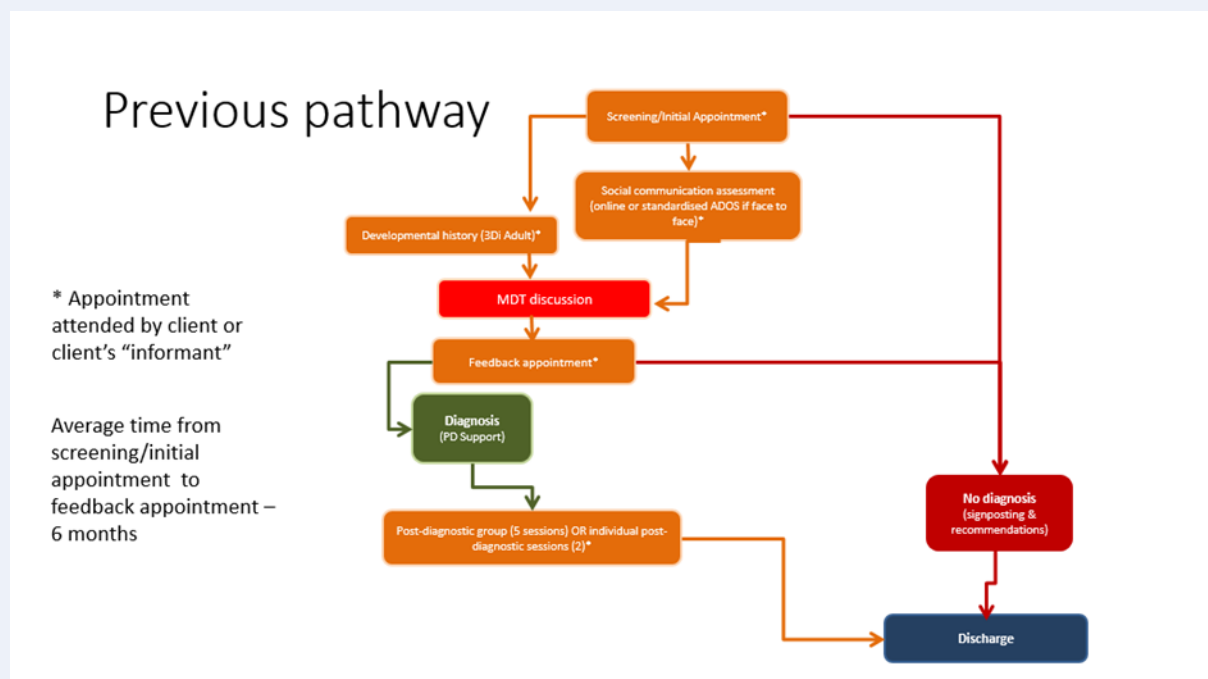 Previous pathway
Screening/Initial Appointment*
Social communication assessment
(online or standardised ADOS if face to
face)*
Developmental history (3Di Adult)*
MDT discussion
* Appointment
attended by client or
client's “informant”
Feedback appointment*
Diagnosis
(PD Support)
Average time from
screening/initial
appointment to
feedback appointment –
6 months
No diagnosis
(signposting &
recommendations)
Post-diagnostic group (5 sessions) OR individual post-
diagnostic sessions (2)*
Discharge